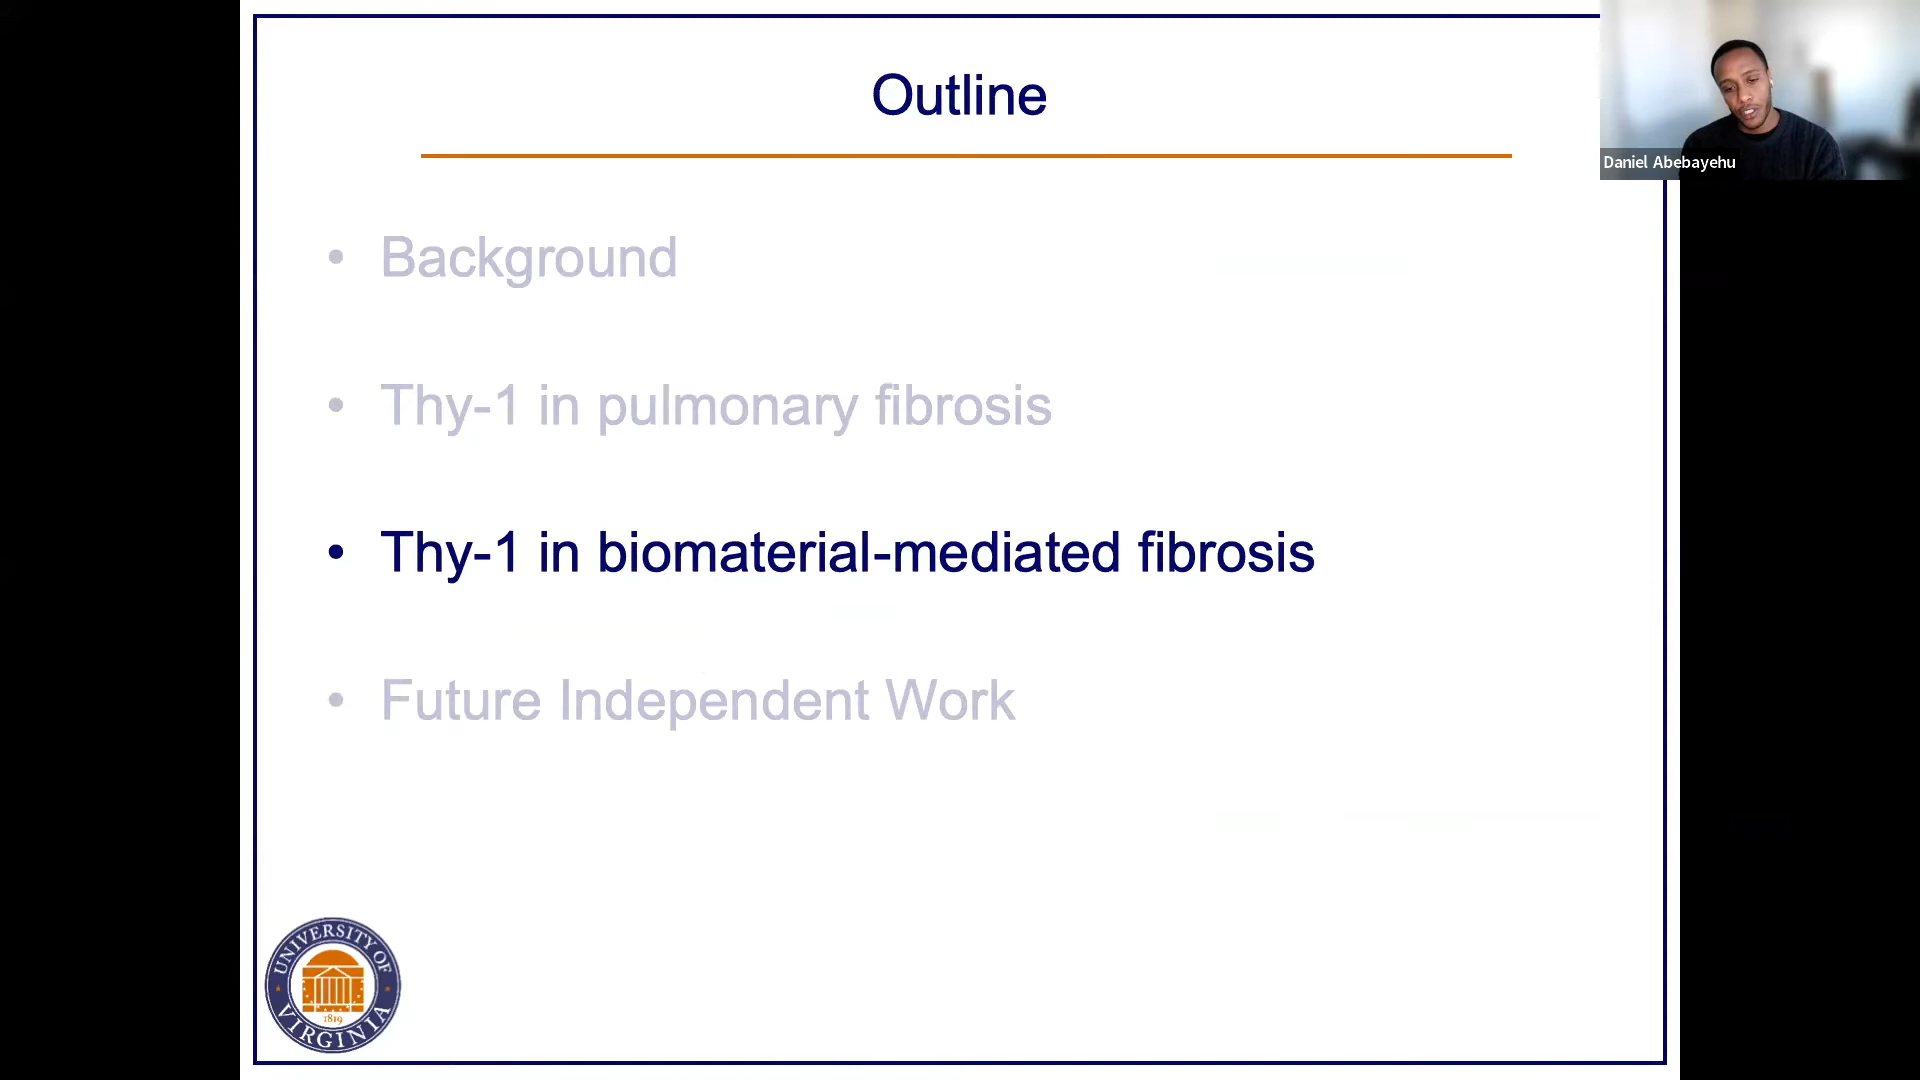 Outline
Daniel Abebayehu
• Background
• Thy-1 in pulmonary fibrosis
• Thy-1 in biomaterial-mediated fibrosis
• Future Independent Work
UNIVERSITY OF
VIRGINIA
1819